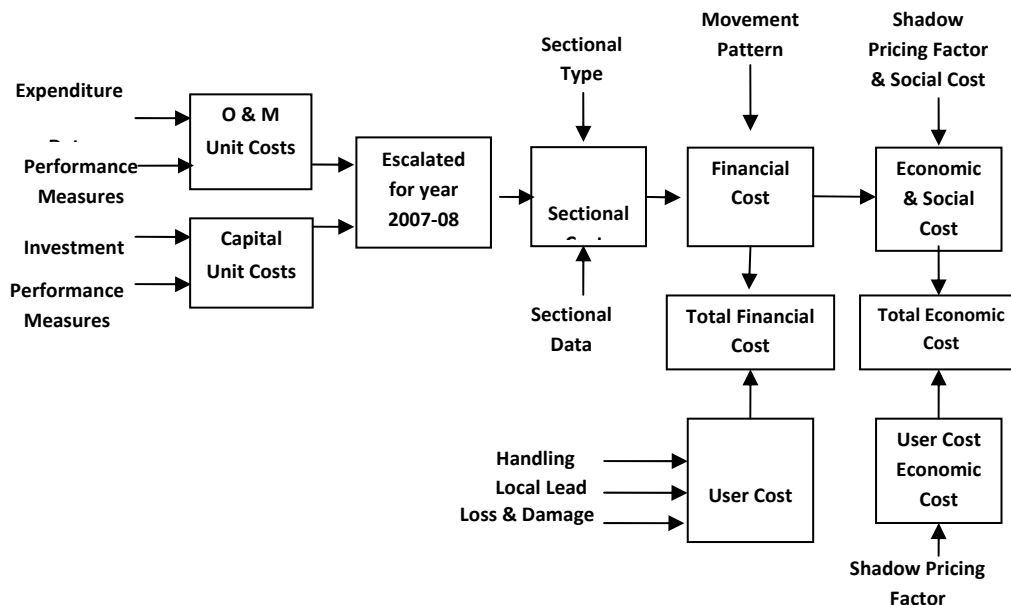 Expenditure
Performance
Measures
Investment
Performance
Measures
O & M
Unit Costs
Capital
Unit Costs
Escalated
for year
2007-08
Sectional
Type
Sectional
Sectional
Data
Movement
Pattern
Financial
Cost
Total Financial
Cost
Handling
Local Lead
Loss & Damage
User Cost
Shadow
Pricing Factor
& Social Cost
Economic
& Social
Cost
Total Economic
Cost
User Cost
Economic
Cost
Shadow Pricing
Factor